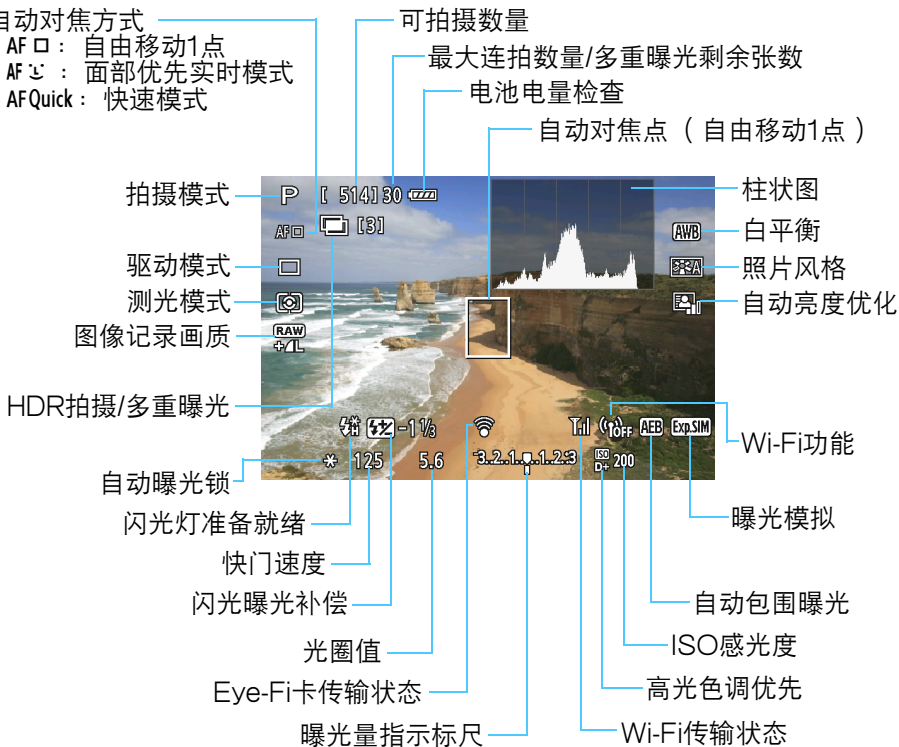 自动对焦方式
AF □ : 自由移动1点
AF : 面部优先实时模式
AFQuick : 快速模式
可拍摄数量
最大连拍数量/多重曝光剩余张数
电池电量检查
自动对焦点（自由移动1点）
拍摄模式
P [ 514] 30
柱状图
AF □ [3]
AWB 白平衡
驱动模式
A 照片风格
测光模式
自动亮度优化
图像记录画质
RAW
+L
HDR拍摄/多重曝光
H -1 1/3 OFF AEB Exp.SIM
Wi-Fi功能
* 125 5.6 -3..2..1..0..1..2..:3 ISO D+ 200
自动曝光锁
闪光灯准备就绪
曝光模拟
快门速度
闪光曝光补偿
自动包围曝光
光圈值
ISO感光度
Eye-Fi卡传输状态
高光色调优先
曝光量指示标尺
Wi-Fi传输状态